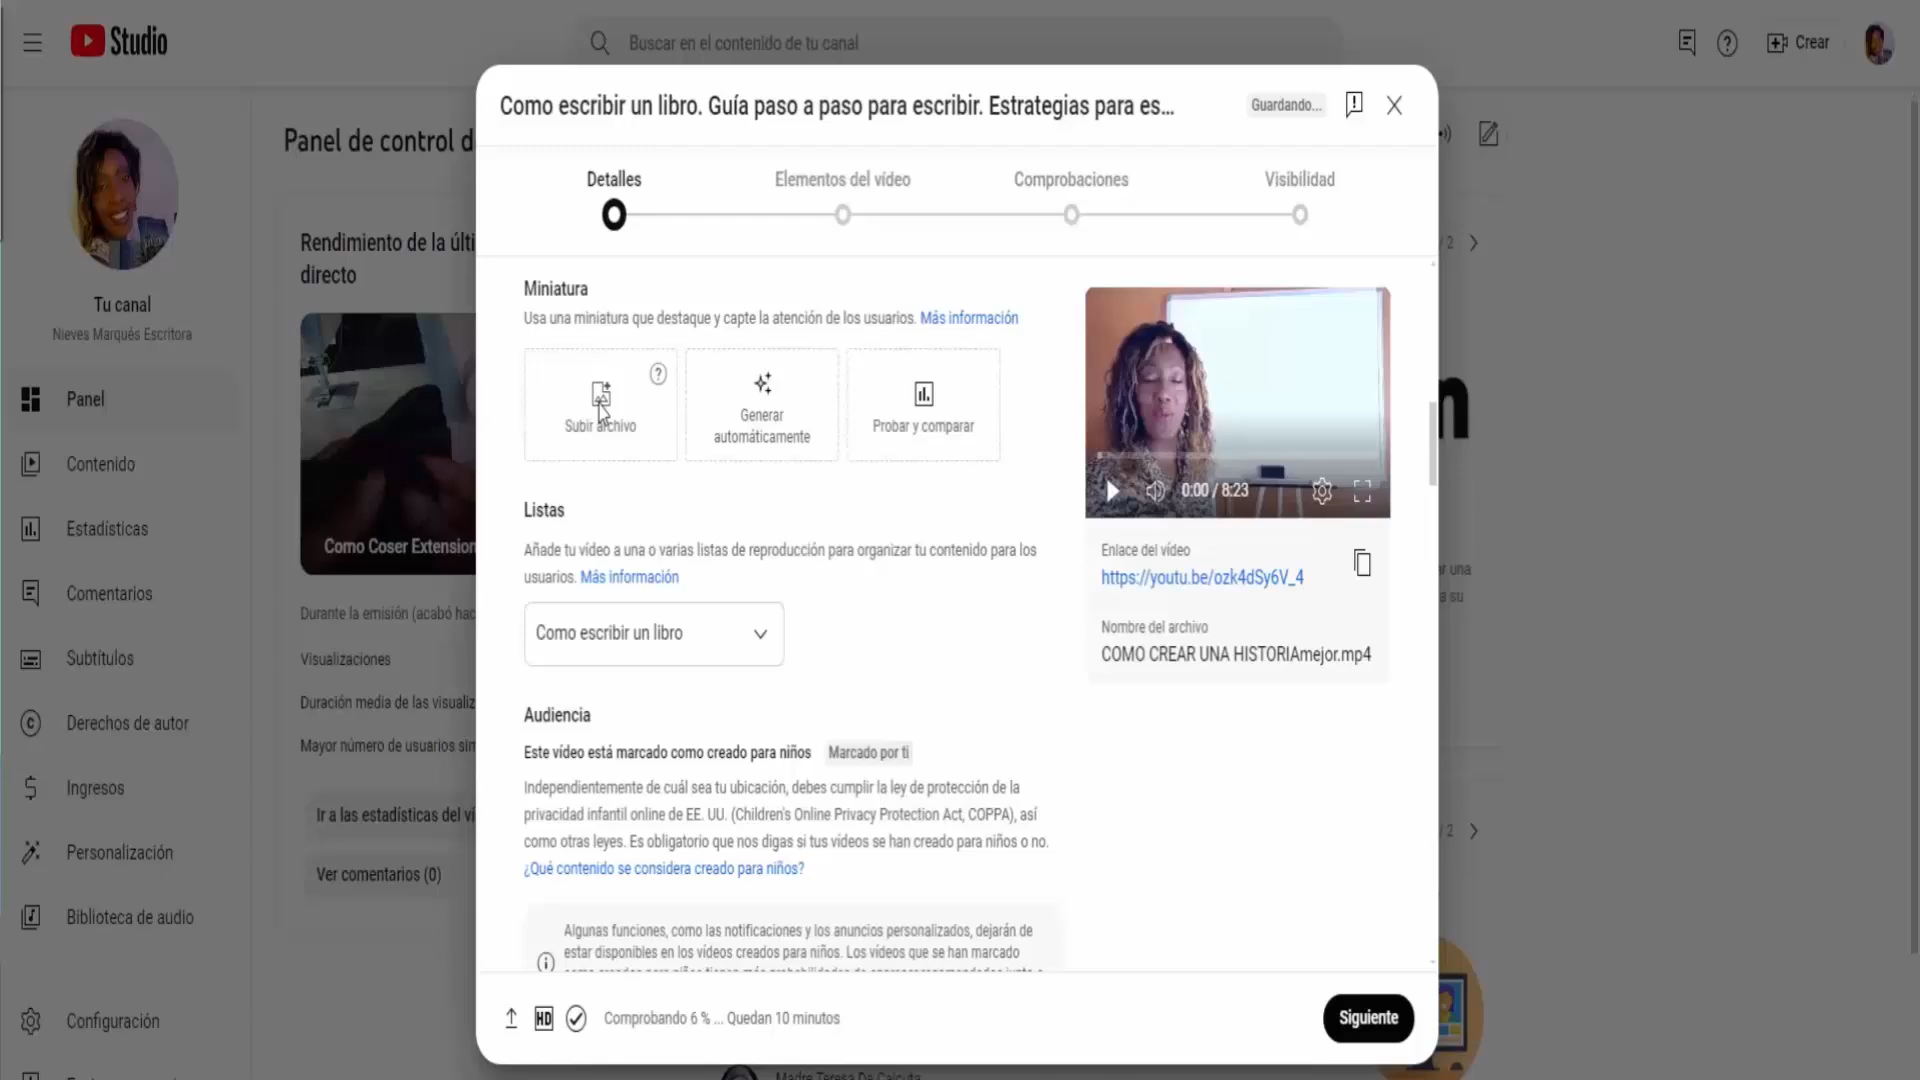 Studio
Buscar en el contenido de tu canal
Crear
Tu canal
Nieves Marqués Escritora
Panel
Contenido
Estadísticas
Comentarios
Subtítulos
Derechos de autor
Ingresos
Personalización
Biblioteca de audio
Configuración
Panel de control d
Rendimiento de la últi
directo
Como Coser Extension
Durante la emisión (acabó hac
Visualizaciones
Duración media de las visualiz
Mayor número de usuarios sim
Ir a las estadísticas del ví
Ver comentarios (0)
Como escribir un libro. Guía paso a paso para escribir. Estrategias para es...
Guardando...
Detalles
Elementos del vídeo
Comprobaciones
Visibilidad
Miniatura
Usa una miniatura que destaque y capte la atención de los usuarios. Más información
Subir archivo
Generar
automáticamente
Probar y comparar
Listas
Añade tu vídeo a una o varias listas de reproducción para organizar tu contenido para los
usuarios. Más información
Como escribir un libro
Audiencia
Este vídeo está marcado como creado para niños Marcado por ti
Independientemente de cuál sea tu ubicación, debes cumplir la ley de protección de la
privacidad infantil online de EE. UU. (Children's Online Privacy Protection Act, COPPA), así
como otras leyes. Es obligatorio que nos digas si tus vídeos se han creado para niños o no.
¿Qué contenido se considera creado para niños?
Algunas funciones, como las notificaciones y los anuncios personalizados, dejarán de
estar disponibles en los vídeos creados para niños. Los vídeos que se han marcado
0:00 / 8:23
Enlace del vídeo
https://youtu.be/ozk4dSy6V_4
Nombre del archivo
COMO CREAR UNA HISTORIAmejor.mp4
HD
Comprobando 6 % ... Quedan 10 minutos
Siguiente
/ 2
n
ar una
a su
/ 2
Madre Teresa De Calcuta